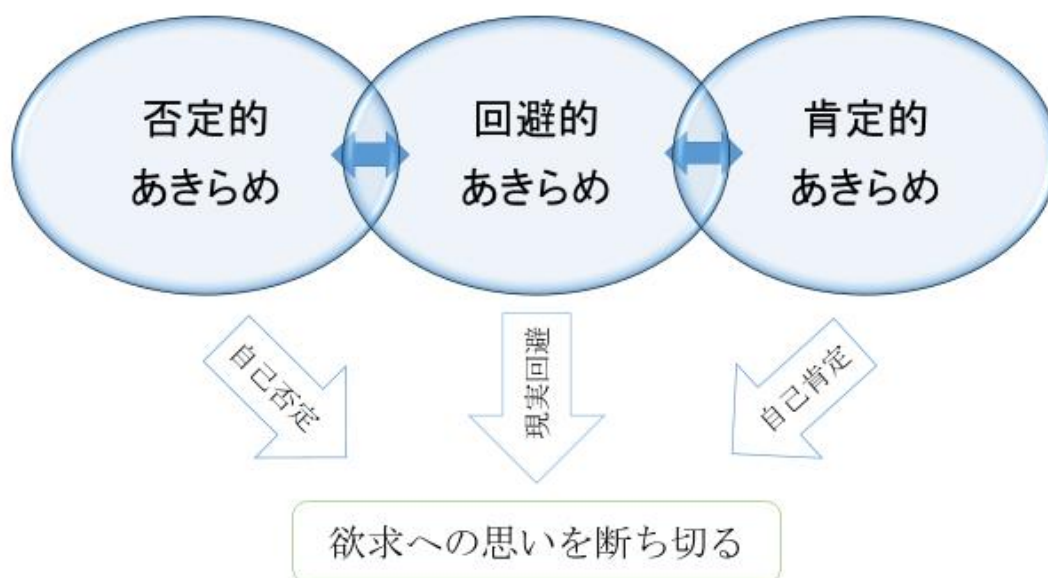 否定的
あきらめ
回避的
あきらめ
肯定的
あきらめ
自己否定
現実回避
自己肯定
欲求への思いを断ち切る